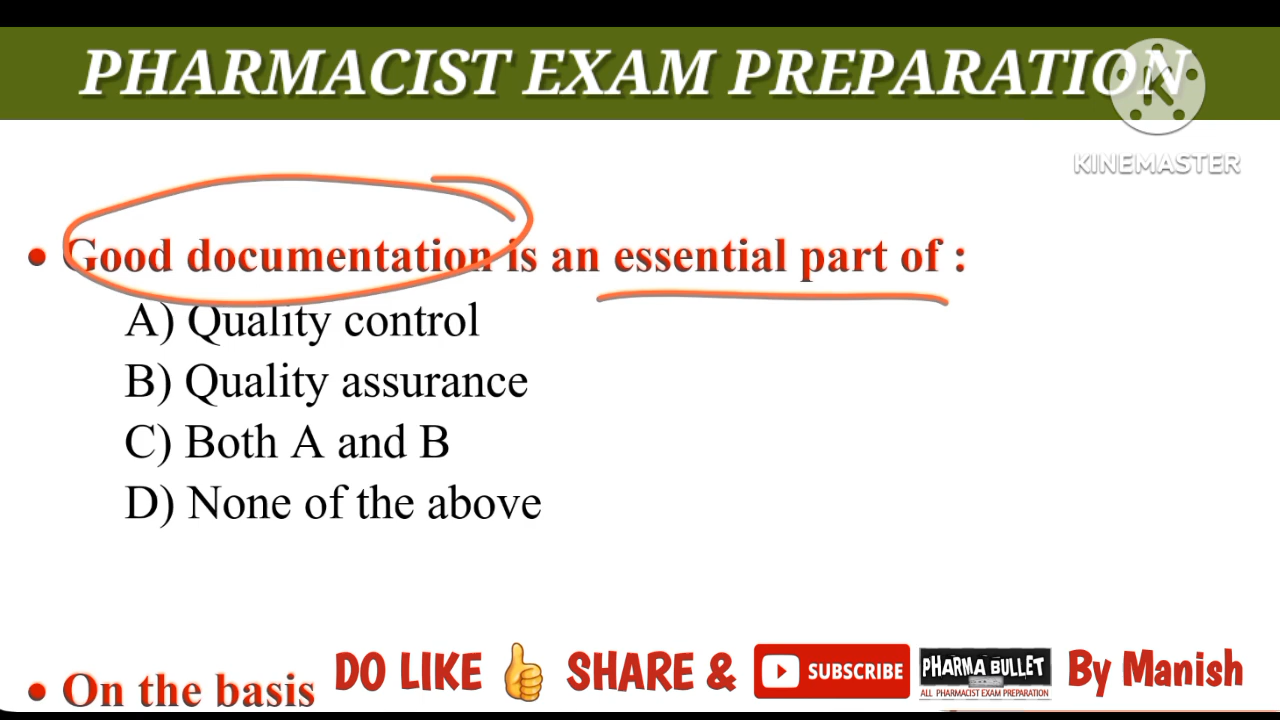 PHARMACIST EXAM PREPARATION
KINEMASTER
• Good documentation is an essential part of :
A) Quality control
B) Quality assurance
C) Both A and B
D) None of the above
• On the basis
DO LIKE 👍 SHARE & SUBSCRIBE PHARMA BULLET By Manish
ALL PHARMACIST EXAM PREPARATION